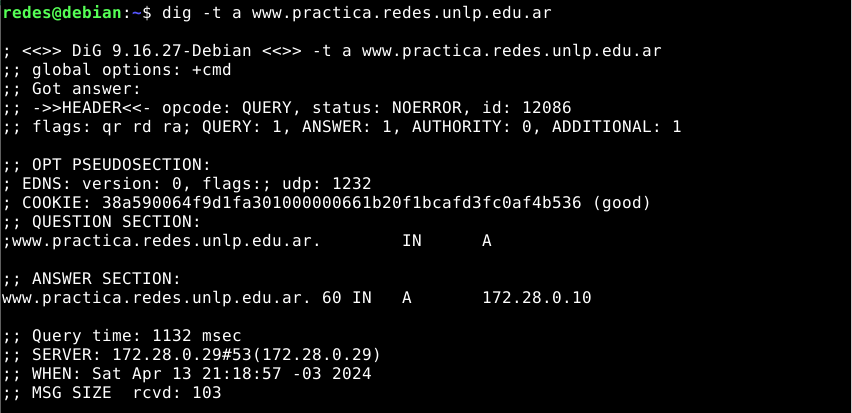 redes@debian:~$ dig -t a www.practica.redes.unlp.edu.ar
; <<>> DiG 9.16.27-Debian <<>> -t a www.practica.redes.unlp.edu.ar
;; global options: +cmd
;; Got answer:
;; ->>HEADER<<- opcode: QUERY, status: NOERROR, id: 12086
;; flags: qr rd ra; QUERY: 1, ANSWER: 1, AUTHORITY: 0, ADDITIONAL: 1
;; OPT PSEUDOSECTION:
; EDNS: version: 0, flags:; udp: 1232
; COOKIE: 38a590064f9d1fa301000000661b20f1bcafd3fc0af4b536 (good)
;; QUESTION SECTION:
;www.practica.redes.unlp.edu.ar. IN A
;; ANSWER SECTION:
www.practica.redes.unlp.edu.ar. 60 IN A 172.28.0.10
;; Query time: 1132 msec
;; SERVER: 172.28.0.29#53(172.28.0.29)
;; WHEN: Sat Apr 13 21:18:57 -03 2024
;; MSG SIZE rcvd: 103